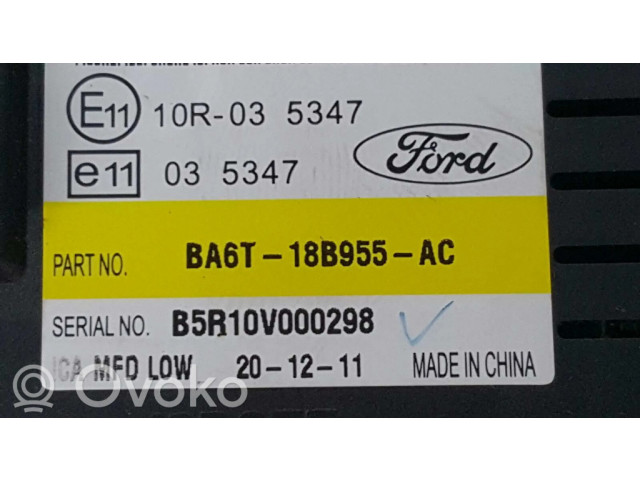 E11 10R-03 5347
e11 03 5347
Ford
PART NO. BA6T-18B955-AC
SERIAL NO. B5R10V000298
ICA MFD LOW 20-12-11 MADE IN CHINA
Ovoko